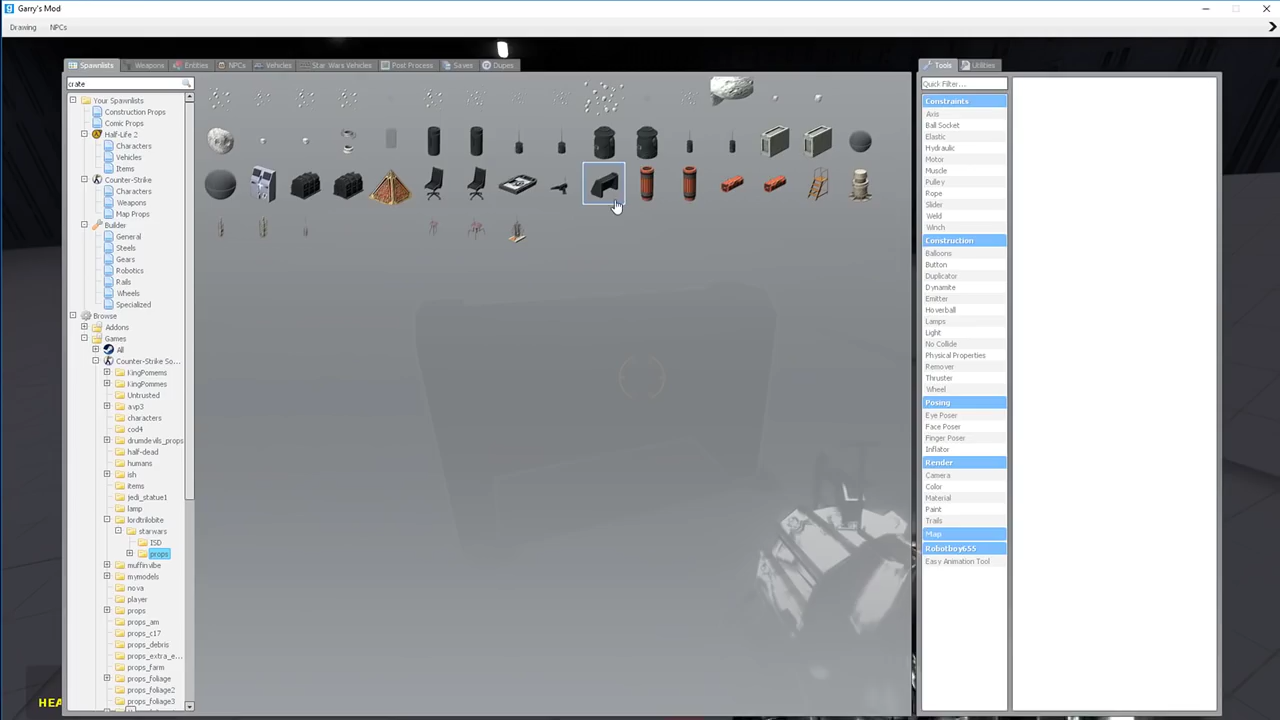 Garry's Mod
Drawing NPCs
Spawnlists Weapons Entities NPCs Vehicles Star Wars Vehicles Post Process Saves Dupes
crate
Your Spawnlists
Construction Props
Comic Props
Half-Life 2
Characters
Vehicles
Items
Counter-Strike
Characters
Weapons
Map Props
Builder
General
Steels
Gears
Robotics
Rails
Wheels
Specialized
Browse
Addons
Games
All
Counter-Strike So...
KingPomems
KingPommes
Untrusted
avp3
characters
cod4
drumdevils_props
half-dead
humans
ish
items
jedi_statue1
lamp
lordtrilobite
starwars
ISD
props
muffinvibe
mymodels
nova
player
props
props_am
props_c17
props_debris
props_extra_e...
props_farm
props_foliage
props_foliage2
props_foliage3
HEA
Tools Utilities
Quick Filter...
Constraints
Axis
Ball Socket
Elastic
Hydraulic
Motor
Muscle
Pulley
Rope
Slider
Weld
Winch
Construction
Balloons
Button
Duplicator
Dynamite
Emitter
Hoverball
Lamps
Light
No Collide
Physical Properties
Remover
Thruster
Wheel
Posing
Eye Poser
Face Poser
Finger Poser
Inflator
Render
Camera
Color
Material
Paint
Trails
Map
Robotboy655
Easy Animation Tool